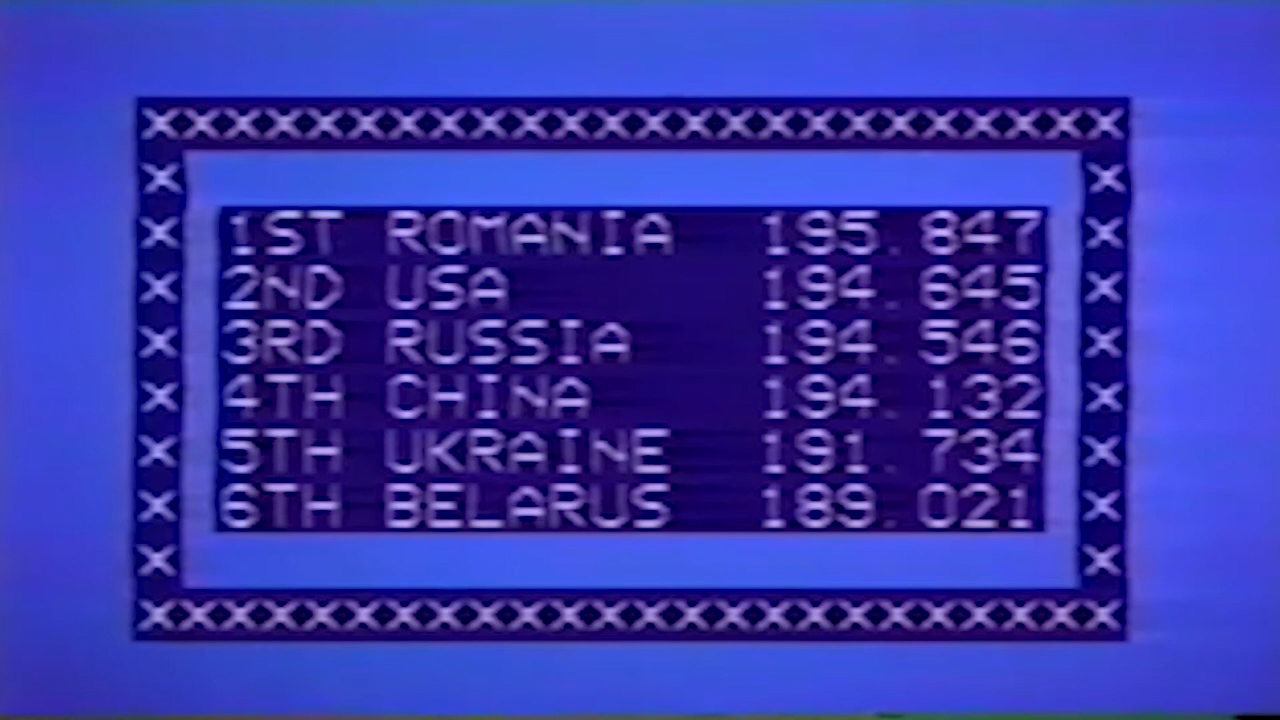 1ST ROMANIA 195.847
2ND USA 194.645
3RD RUSSIA 194.546
4TH CHINA 194.132
5TH UKRAINE 191.734
6TH BELARUS 189.021